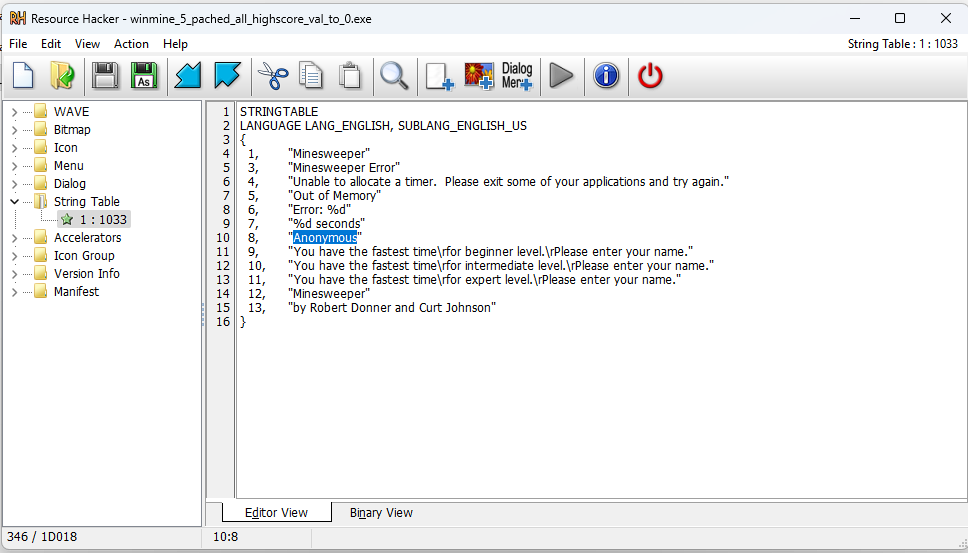 Resource Hacker - winmine_5_pached_all_highscore_val_to_0.exe
File Edit View Action Help
String Table : 1 : 1033
As
Dialog
Mer:
WAVE
Bitmap
Icon
Menu
Dialog
String Table
1 : 1033
Accelerators
Icon Group
Version Info
Manifest
1 STRINGTABLE
2 LANGUAGE LANG_ENGLISH, SUBLANG_ENGLISH_US
3 {
4 1, "Minesweeper"
5 3, "Minesweeper Error"
6 4, "Unable to allocate a timer.  Please exit some of your applications and try again."
7 5, "Out of Memory"
8 6, "Error: %d"
9 7, "%d seconds"
10 8, "Anonymous"
11 9, "You have the fastest time\rfor beginner level.\rPlease enter your name."
12 10, "You have the fastest time\rfor intermediate level.\rPlease enter your name."
13 11, "You have the fastest time\rfor expert level.\rPlease enter your name."
14 12, "Minesweeper"
15 13, "by Robert Donner and Curt Johnson"
16 }
Editor View Binary View
346 / 1D018 10:8